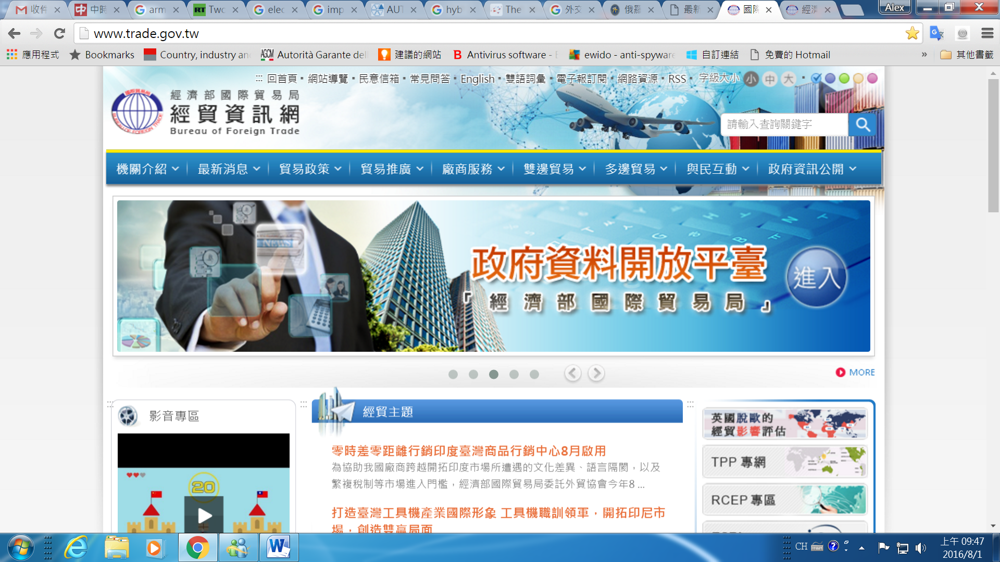 收件
中時
arm
Two
elec
imp
AUT
hyb
The
外交
俄羅
最新
國際
經濟
Alex
www.trade.gov.tw
應用程式
Bookmarks
Country, industry an
Autorità Garante del
建議的網站
Antivirus software -
ewido - anti-spyware
自訂連結
免費的 Hotmail
»
其他書籤
::: 回首頁 ▪ 網站導覽 ▪ 民意信箱 ▪ 常見問答 ▪ English ▪ 雙語詞彙 ▪ 電子報訂閱 ▪ 網路資源 ▪ RSS ▪ 字級大小 小 中 大
經濟部國際貿易局
經貿資訊網
Bureau of Foreign Trade
請輸入查詢關鍵字
機關介紹
最新消息
貿易政策
貿易推廣
廠商服務
雙邊貿易
多邊貿易
與民互動
政府資訊公開
NEWS
政府資料開放平臺
「經濟部國際貿易局」
進入
MORE
影音專區
20
經貿主題
零時差零距離行銷印度臺灣商品行銷中心8月啟用
為協助我國廠商跨越開拓印度市場所遭遇的文化差異、語言隔閡，以及
繁複稅制等市場進入門檻，經濟部國際貿易局委託外貿協會今年8 ...
打造臺灣工具機產業國際形象 工具機職訓領軍，開拓印尼市
場，創造雙贏局面
英國脫歐的
經貿影響評估
TPP 專網
RCEP 專區
CH
上午 09:47
2016/8/1